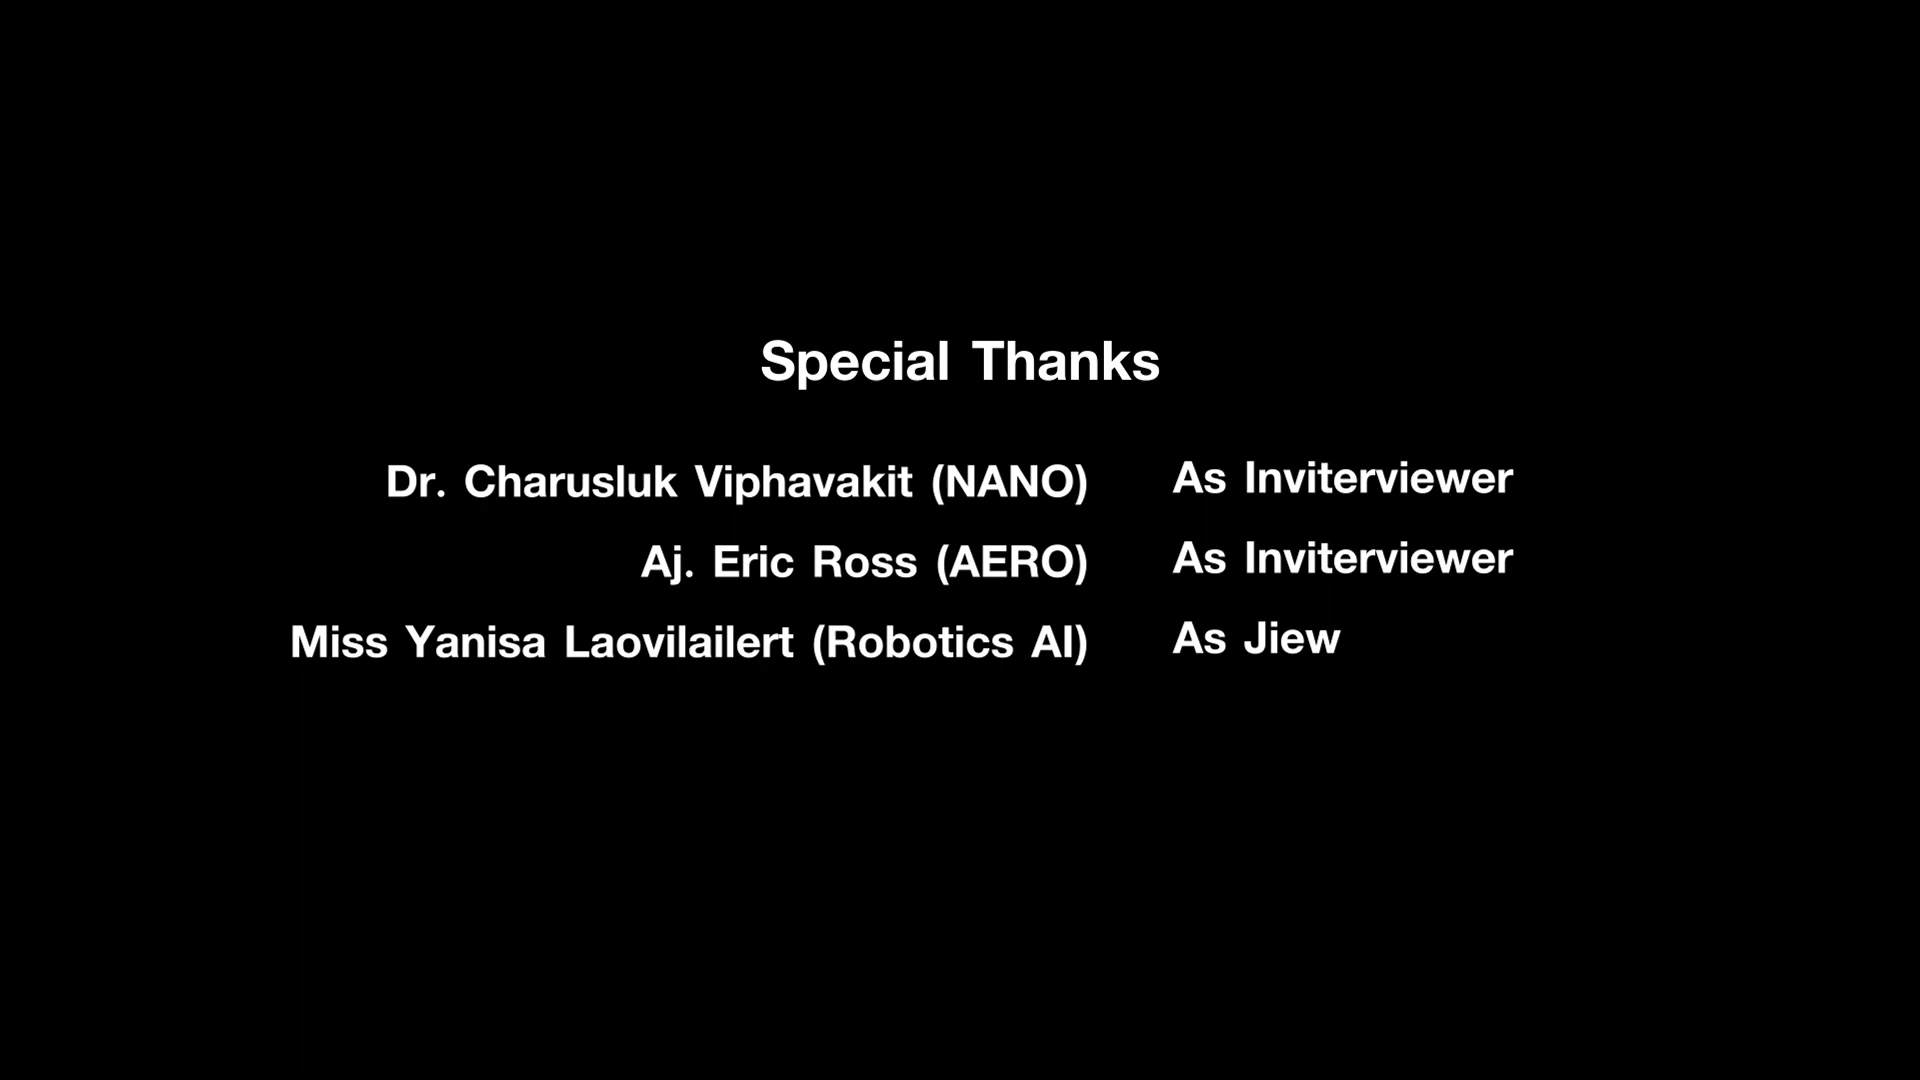 Special Thanks
Dr. Charusluk Viphavakit (NANO) As Inviterviewer
Aj. Eric Ross (AERO) As Inviterviewer
Miss Yanisa Laovilailert (Robotics AI) As Jiew